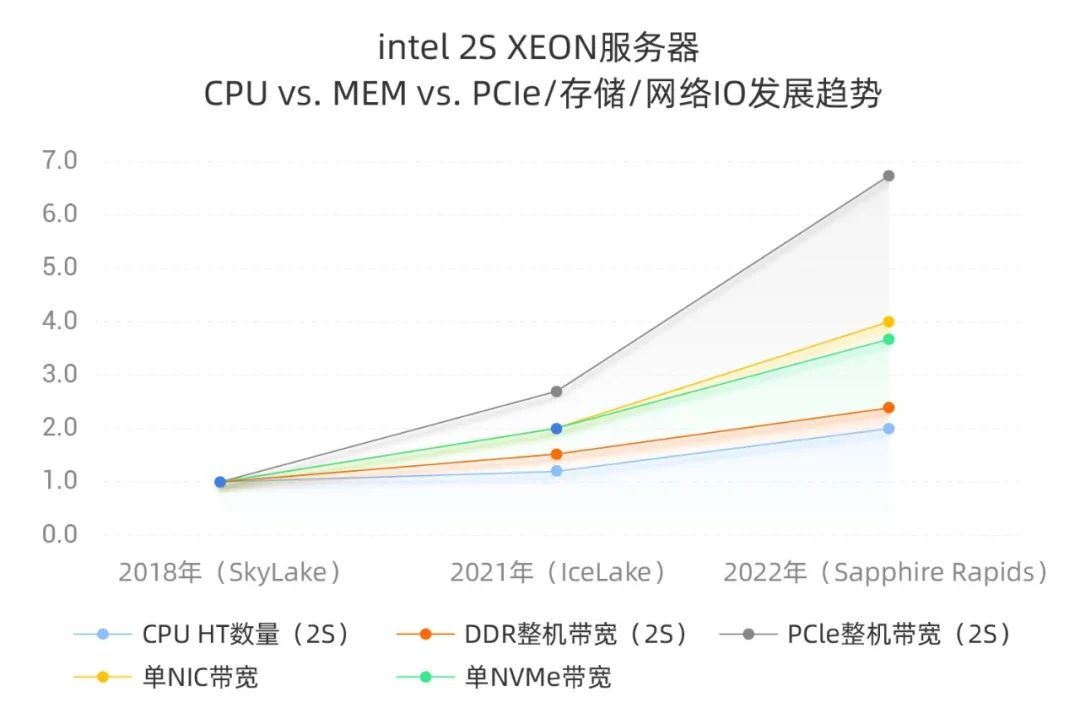 intel 2S XEON服务器
CPU vs. MEM vs. PCIe/存储/网络IO发展趋势
7.0
6.0
5.0
4.0
3.0
2.0
1.0
0.0
2018年（SkyLake） 2021年（IceLake） 2022年（Sapphire Rapids）
CPU HT数量（2S） DDR整机带宽（2S） PCle整机带宽（2S）
单NIC带宽 单NVMe带宽